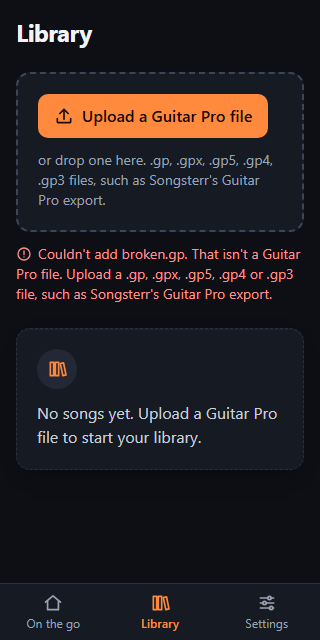 Library
Upload a Guitar Pro file
or drop one here. .gp, .gpx, .gp5, .gp4,
.gp3 files, such as Songsterr's Guitar
Pro export.
Couldn't add broken.gp. That isn't a Guitar
Pro file. Upload a .gp, .gpx, .gp5, .gp4 or .gp3
file, such as Songsterr's Guitar Pro export.
No songs yet. Upload a Guitar Pro
file to start your library.
On the go
Library
Settings